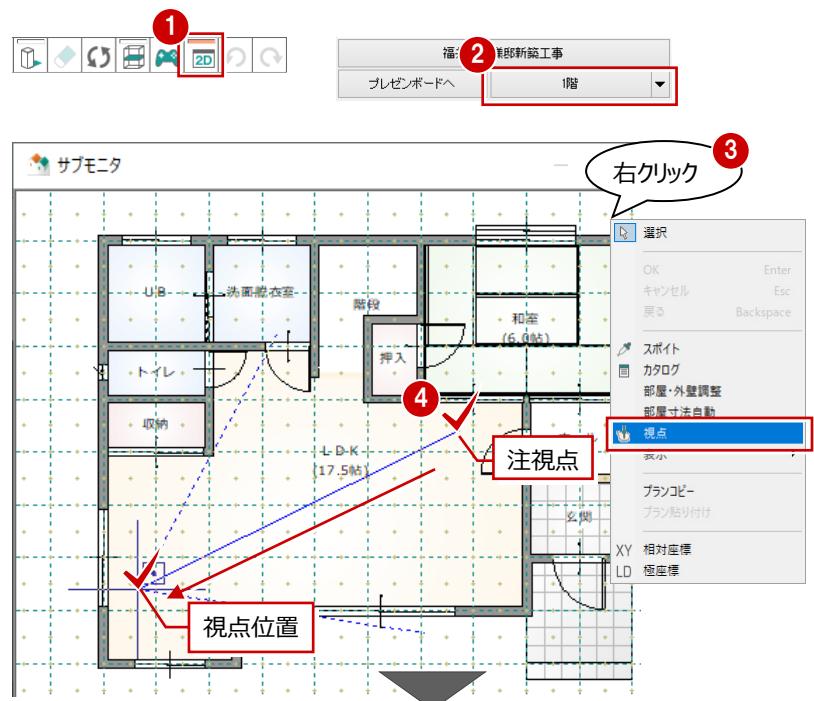 1
2D
2
プレゼンボードへ
1階
サブモニタ
3
右クリック
選択
OK Enter
キャンセル Esc
戻る Backspace
スポイト
カタログ
部屋・外壁調整
部屋寸法自動
視点
表示
プランコピー
プラン貼り付け
XY 相対座標
LD 極座標
UB
洗面脱衣室
階段
和室
(6.0帖)
押入
トイレ
収納
4
LDK
(17.5帖)
注視点
玄関
視点位置